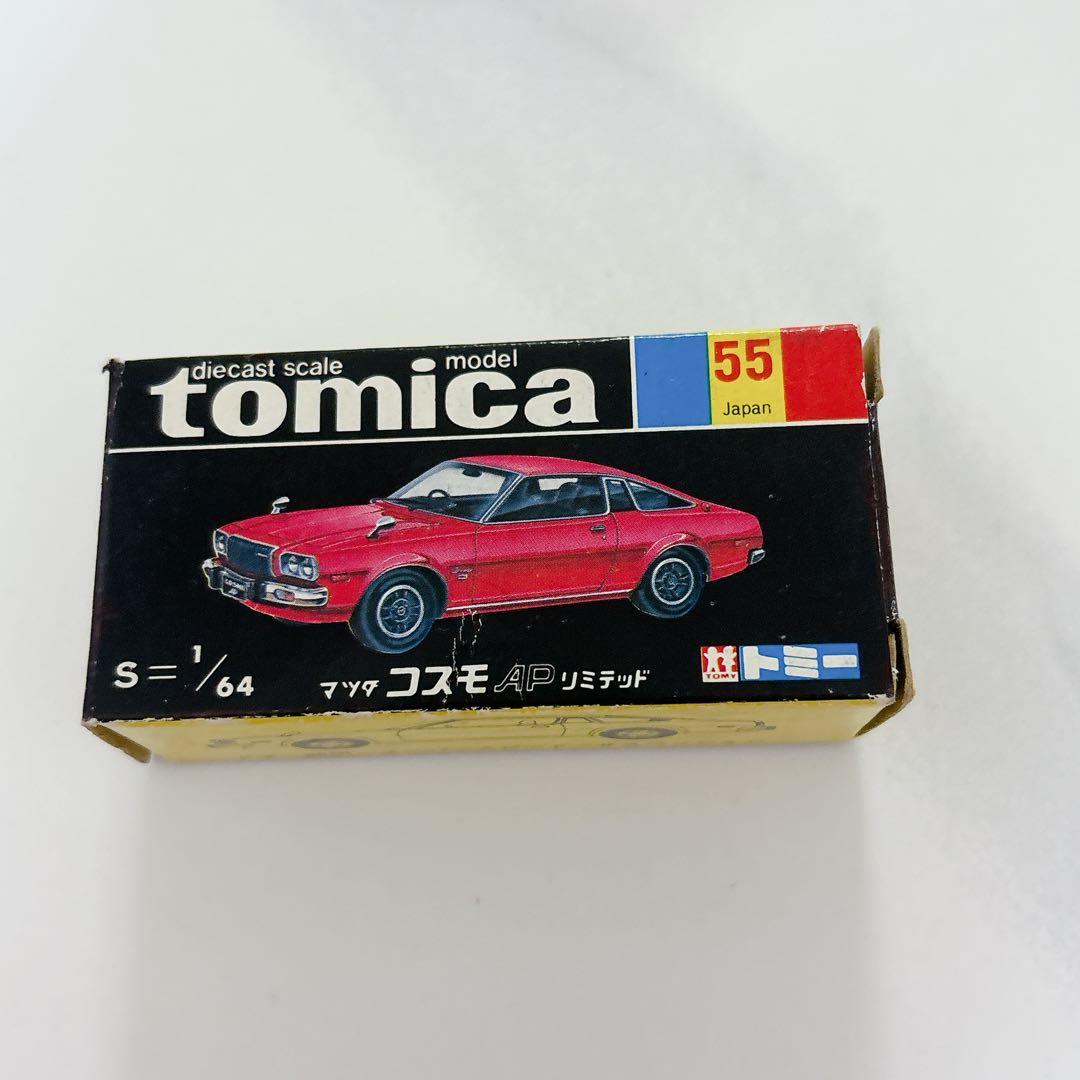 diecast scale model
tomica
55
Japan
S=1/64
マツダ コスモ AP リミテッド
TOMY
トミー